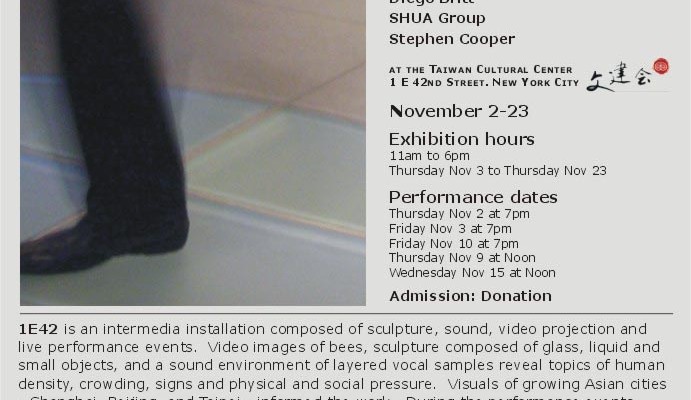 Diego Britt
SHUA Group
Stephen Cooper
AT THE TAIWAN CULTURAL CENTER
1 E 42ND STREET. NEW YORK CITY
文建会
November 2-23
Exhibition hours
11am to 6pm
Thursday Nov 3 to Thursday Nov 23
Performance dates
Thursday Nov 2 at 7pm
Friday Nov 3 at 7pm
Friday Nov 10 at 7pm
Thursday Nov 9 at Noon
Wednesday Nov 15 at Noon
Admission: Donation
1E42 is an intermedia installation composed of sculpture, sound, video projection and
live performance events. Video images of bees, sculpture composed of glass, liquid and
small objects, and a sound environment of layered vocal samples reveal topics of human
density, crowding, signs and physical and social pressure. Visuals of growing Asian cities
- Shanghai, Beijing, and Taipei - informed the work. During the performance events